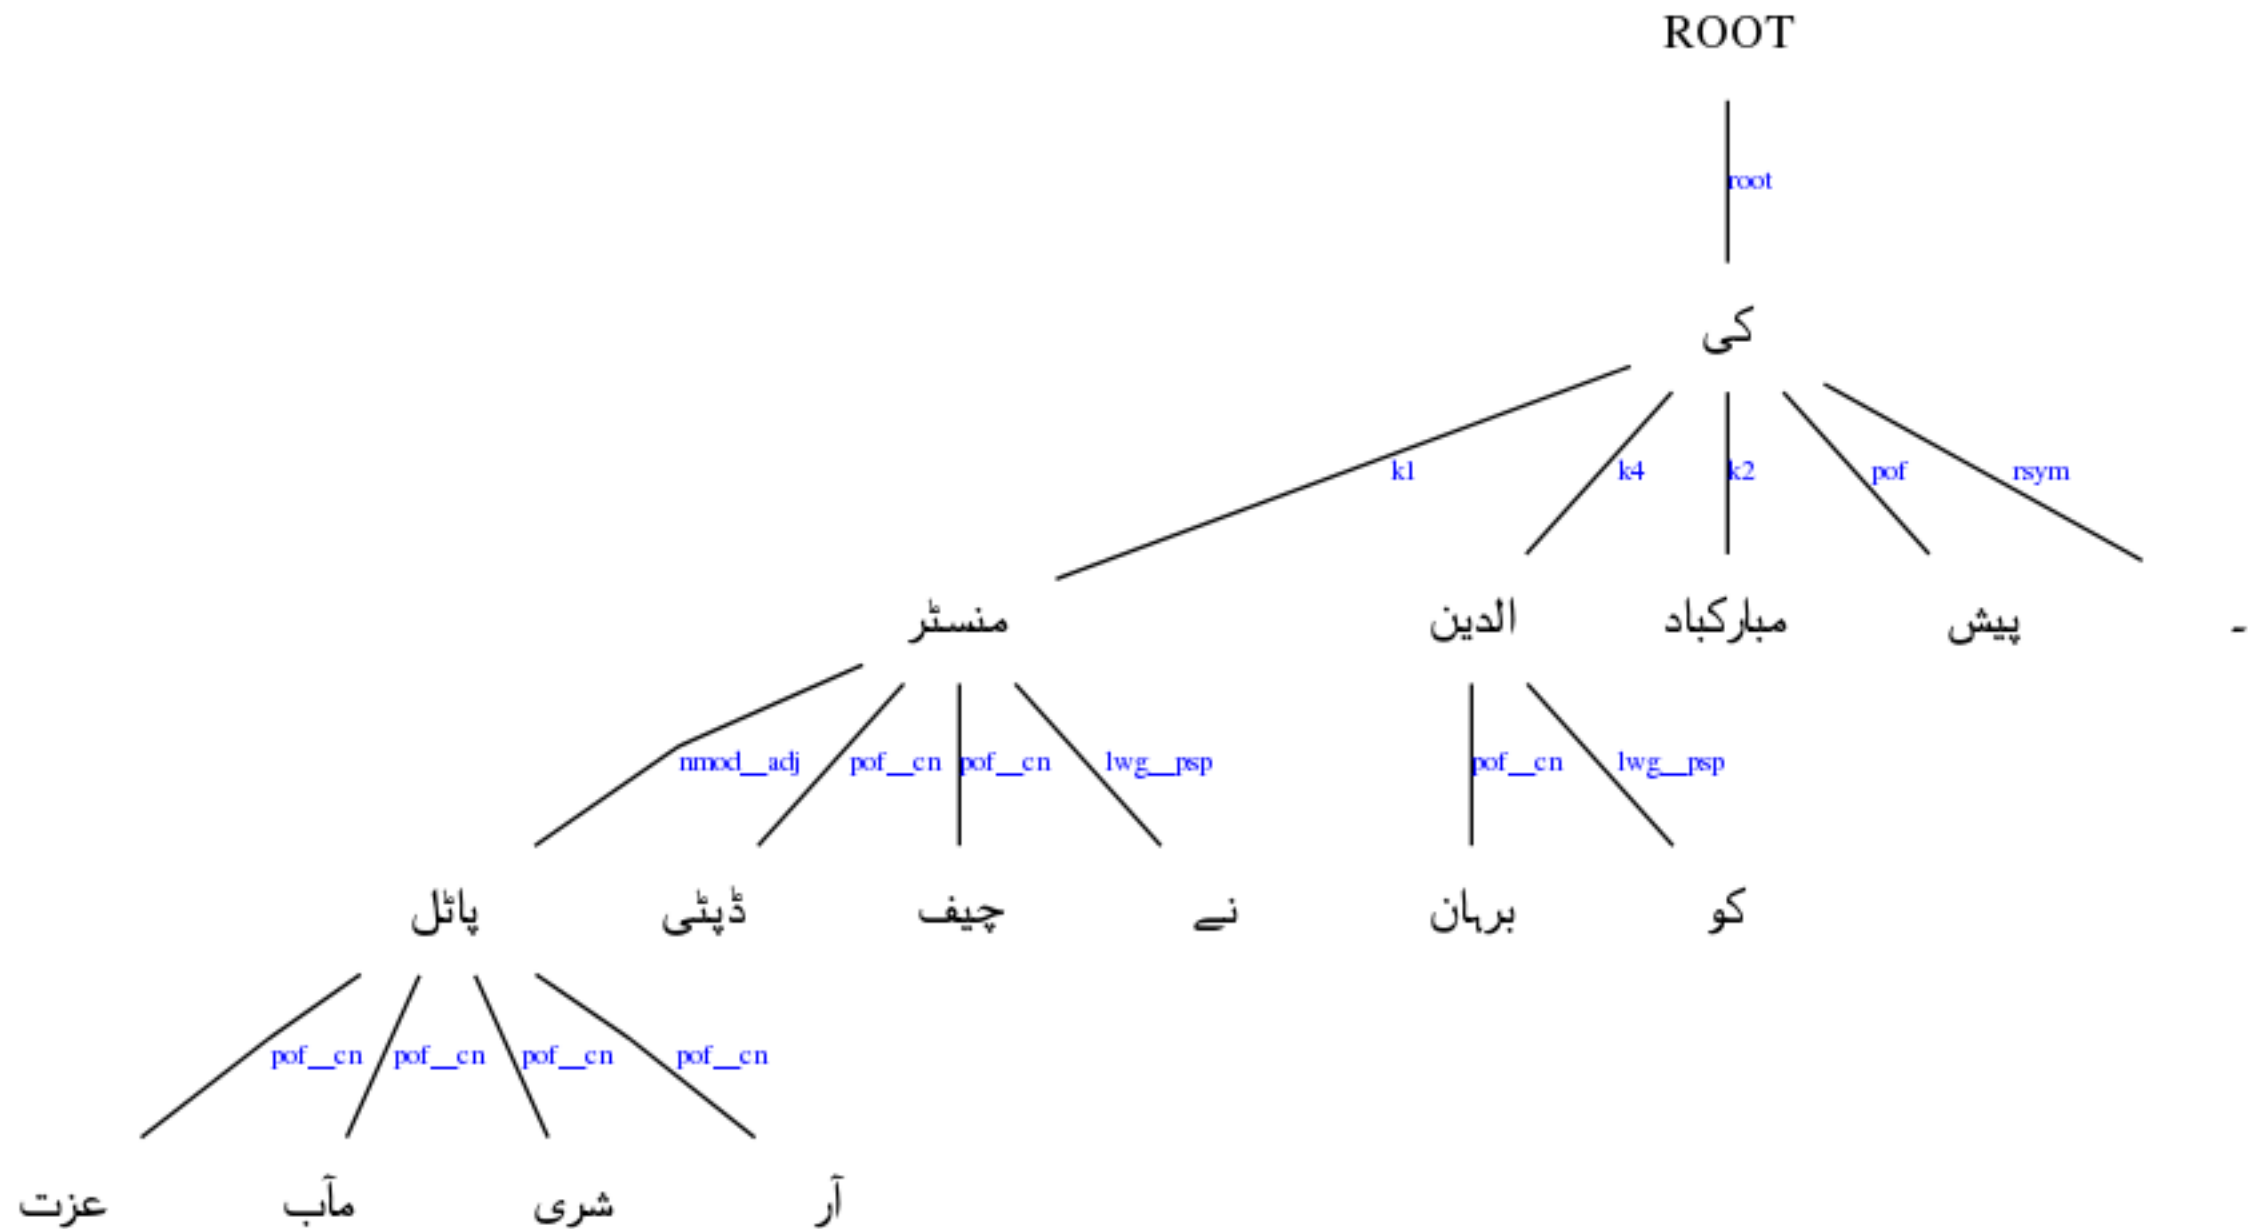 ROOT
root
کی
k1 k4 k2 pof rsym
منسٹر الدین مبارکباد پیش ۔
nmod__adj pof__cn pof__cn lwg__psp pof__cn lwg__psp
پاٹل ڈپٹی چیف نے برہان کو
pof__cn pof__cn pof__cn pof__cn
عزت مآب شری آر